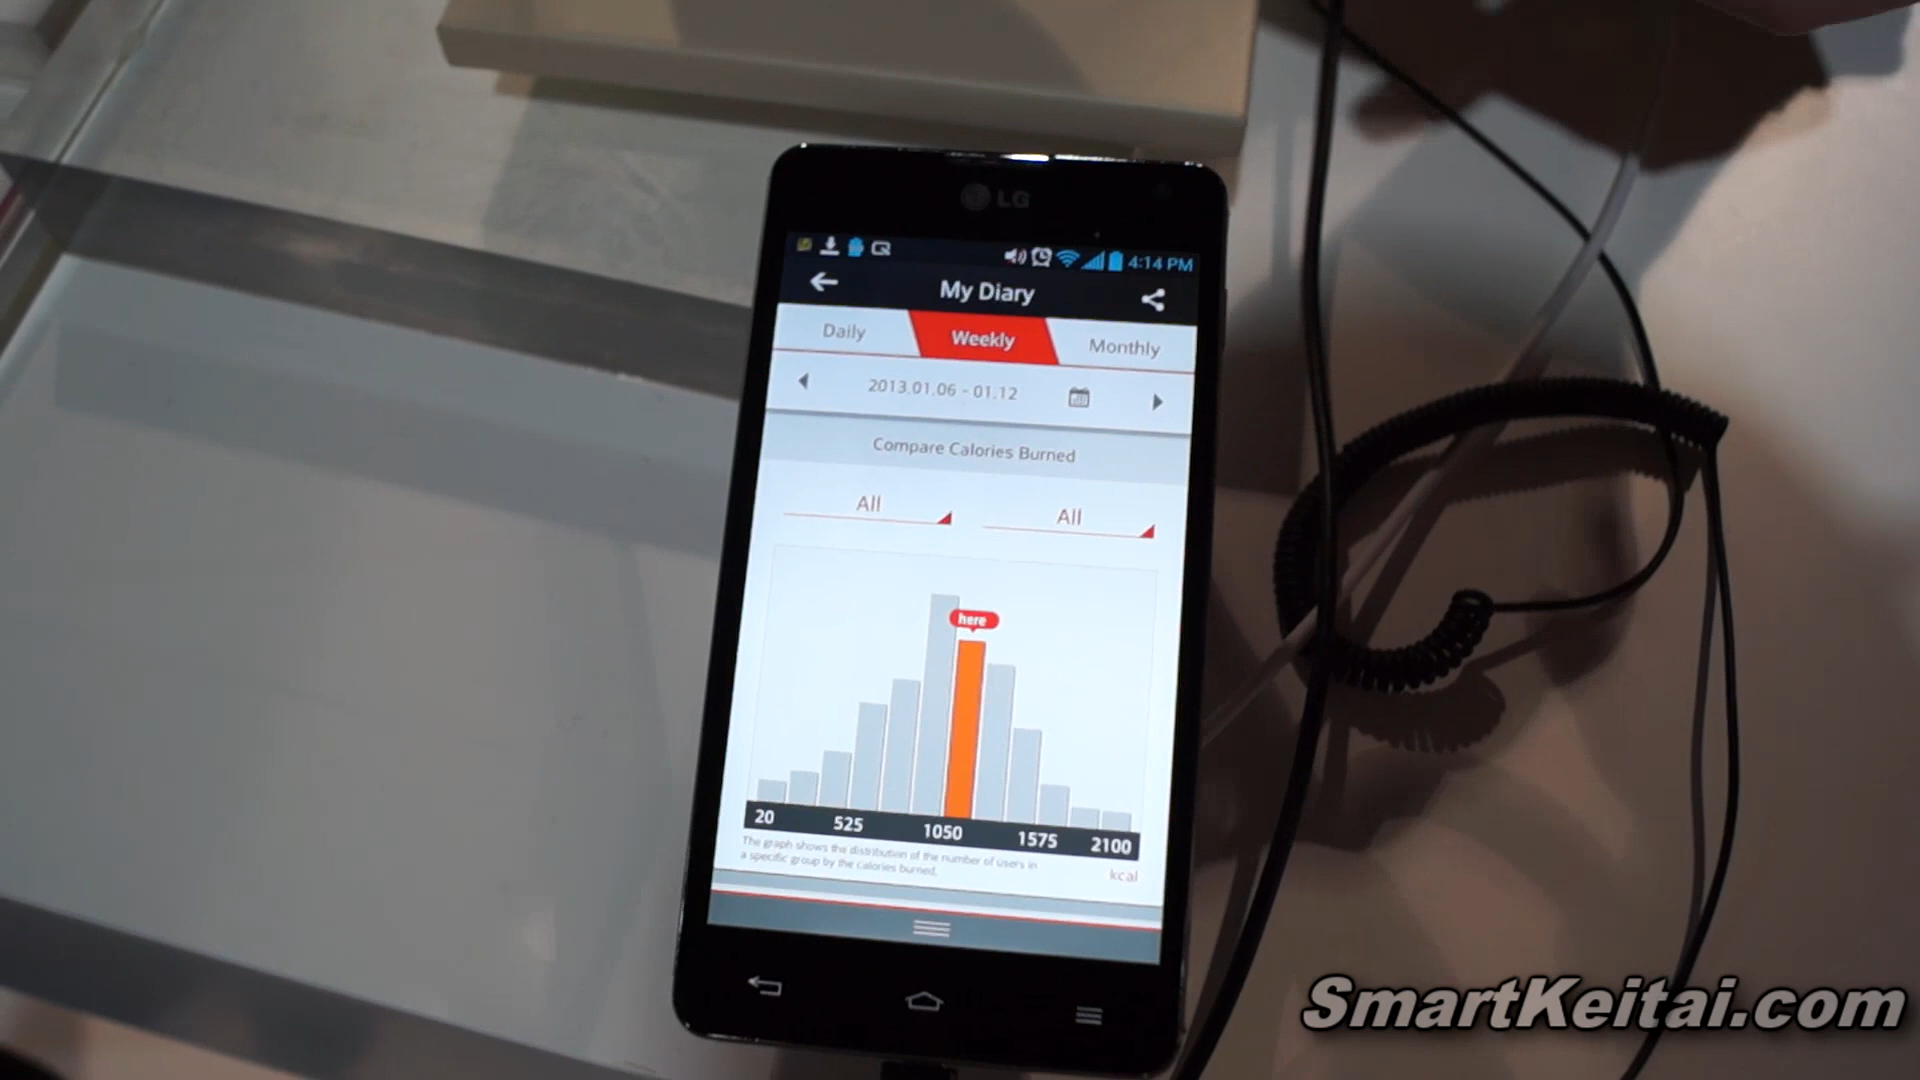 LG
4:14 PM
My Diary
Daily
Weekly
Monthly
2013.01.06 - 01.12
Compare Calories Burned
All
All
here
20 525 1050 1575 2100
The graph shows the distribution of the number of users in
a specific group by the calories burned.
kcal
SmartKeitai.com